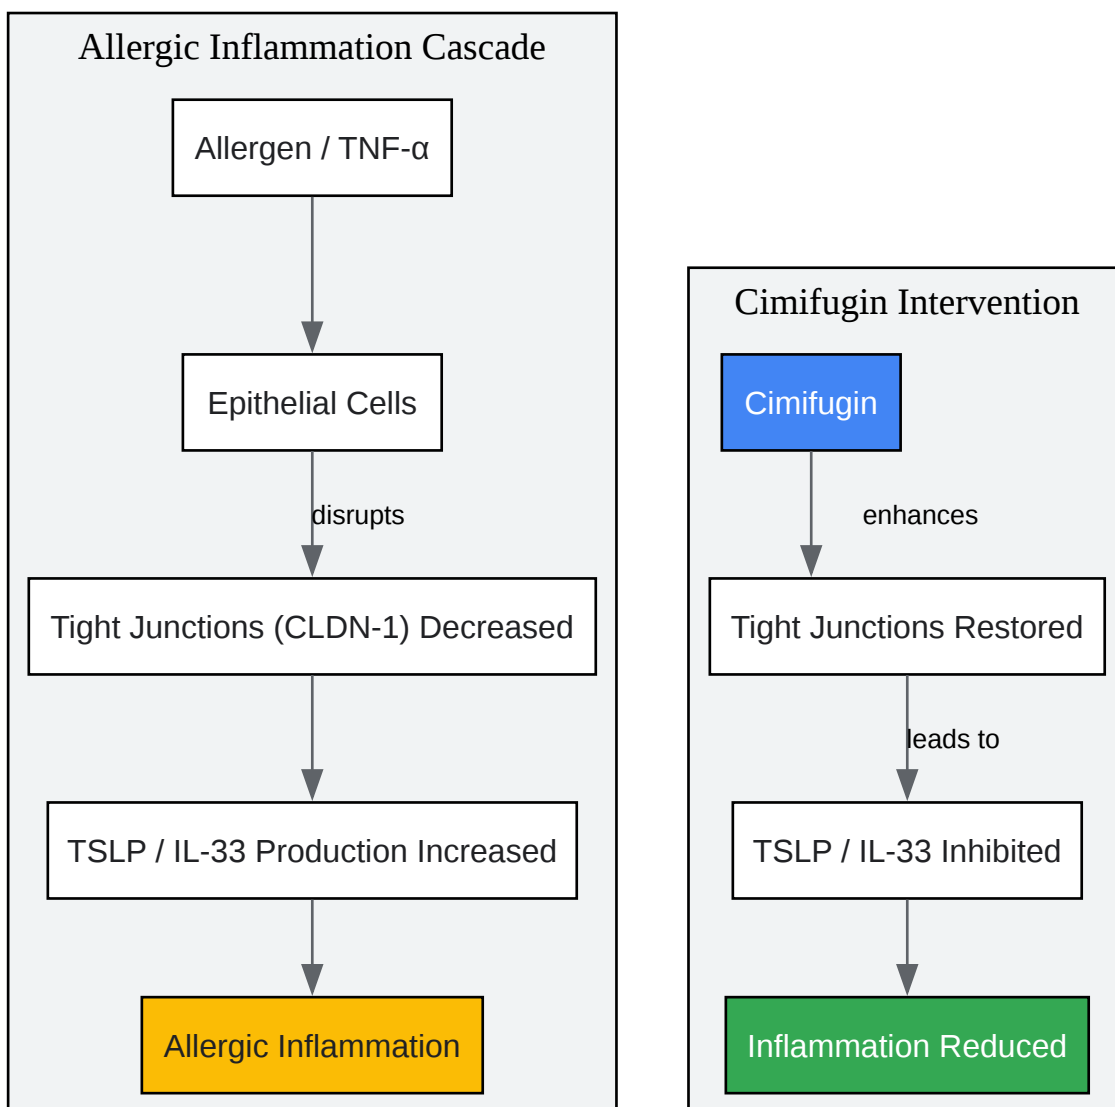 Allergic Inflammation Cascade
Allergen / TNF-α
Epithelial Cells
disrupts
Tight Junctions (CLDN-1) Decreased
TSLP / IL-33 Production Increased
Allergic Inflammation
Cimifugin Intervention
Cimifugin
enhances
Tight Junctions Restored
leads to
TSLP / IL-33 Inhibited
Inflammation Reduced